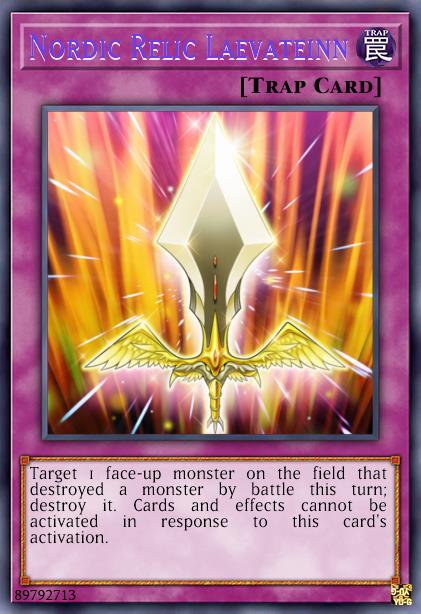 Nordic Relic Laevateinn
TRAP
罠
[Trap Card]
Target 1 face-up monster on the field that
destroyed a monster by battle this turn;
destroy it. Cards and effects cannot be
activated in response to this card's
activation.
89792713